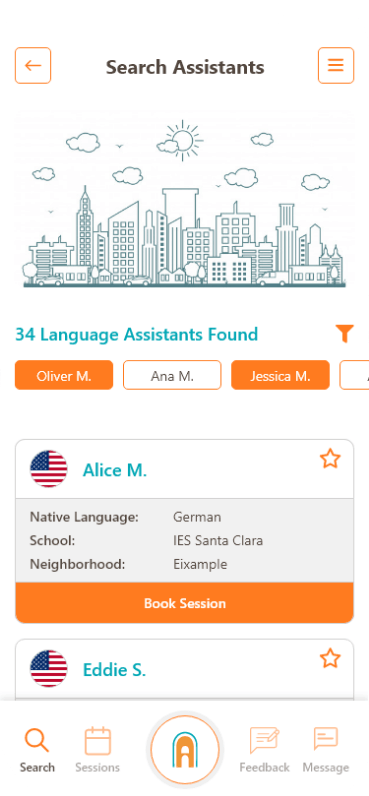 Search Assistants
34 Language Assistants Found
Oliver M. Ana M. Jessica M.
Alice M.
Native Language: German
School: IES Santa Clara
Neighborhood: Eixample
Book Session
Eddie S.
Search Sessions Feedback Message